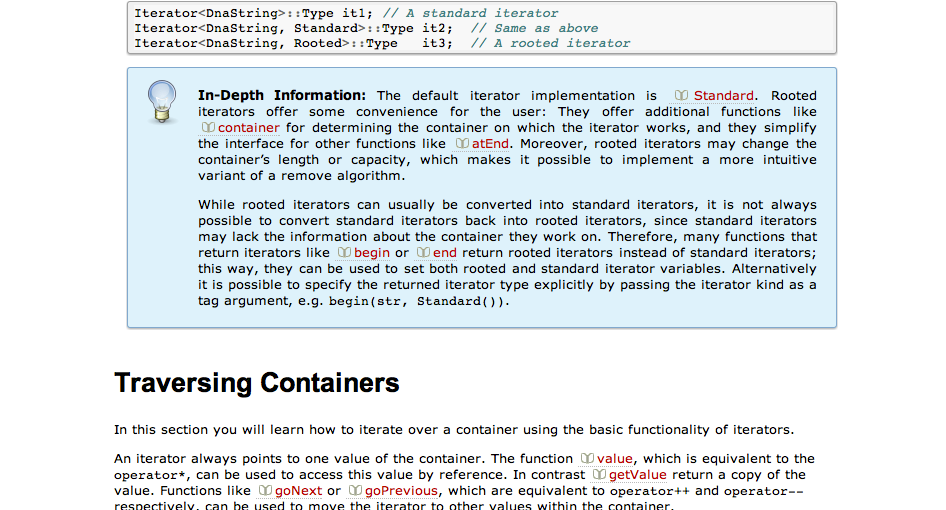 Iterator<DnaString>::Type it1; // A standard iterator
Iterator<DnaString, Standard>::Type it2;  // Same as above
Iterator<DnaString, Rooted>::Type   it3;  // A rooted iterator
In-Depth Information: The default iterator implementation is Standard. Rooted
iterators offer some convenience for the user: They offer additional functions like
container for determining the container on which the iterator works, and they simplify
the interface for other functions like atEnd. Moreover, rooted iterators may change the
container's length or capacity, which makes it possible to implement a more intuitive
variant of a remove algorithm.
While rooted iterators can usually be converted into standard iterators, it is not always
possible to convert standard iterators back into rooted iterators, since standard iterators
may lack the information about the container they work on. Therefore, many functions that
return iterators like begin or end return rooted iterators instead of standard iterators;
this way, they can be used to set both rooted and standard iterator variables. Alternatively
it is possible to specify the returned iterator type explicitly by passing the iterator kind as a
tag argument, e.g. begin(str, Standard()).
Traversing Containers
In this section you will learn how to iterate over a container using the basic functionality of iterators.
An iterator always points to one value of the container. The function value, which is equivalent to the
operator*, can be used to access this value by reference. In contrast getValue return a copy of the
value. Functions like goNext or goPrevious, which are equivalent to operator++ and operator--
respectively, can be used to move the iterator to other values within the container.